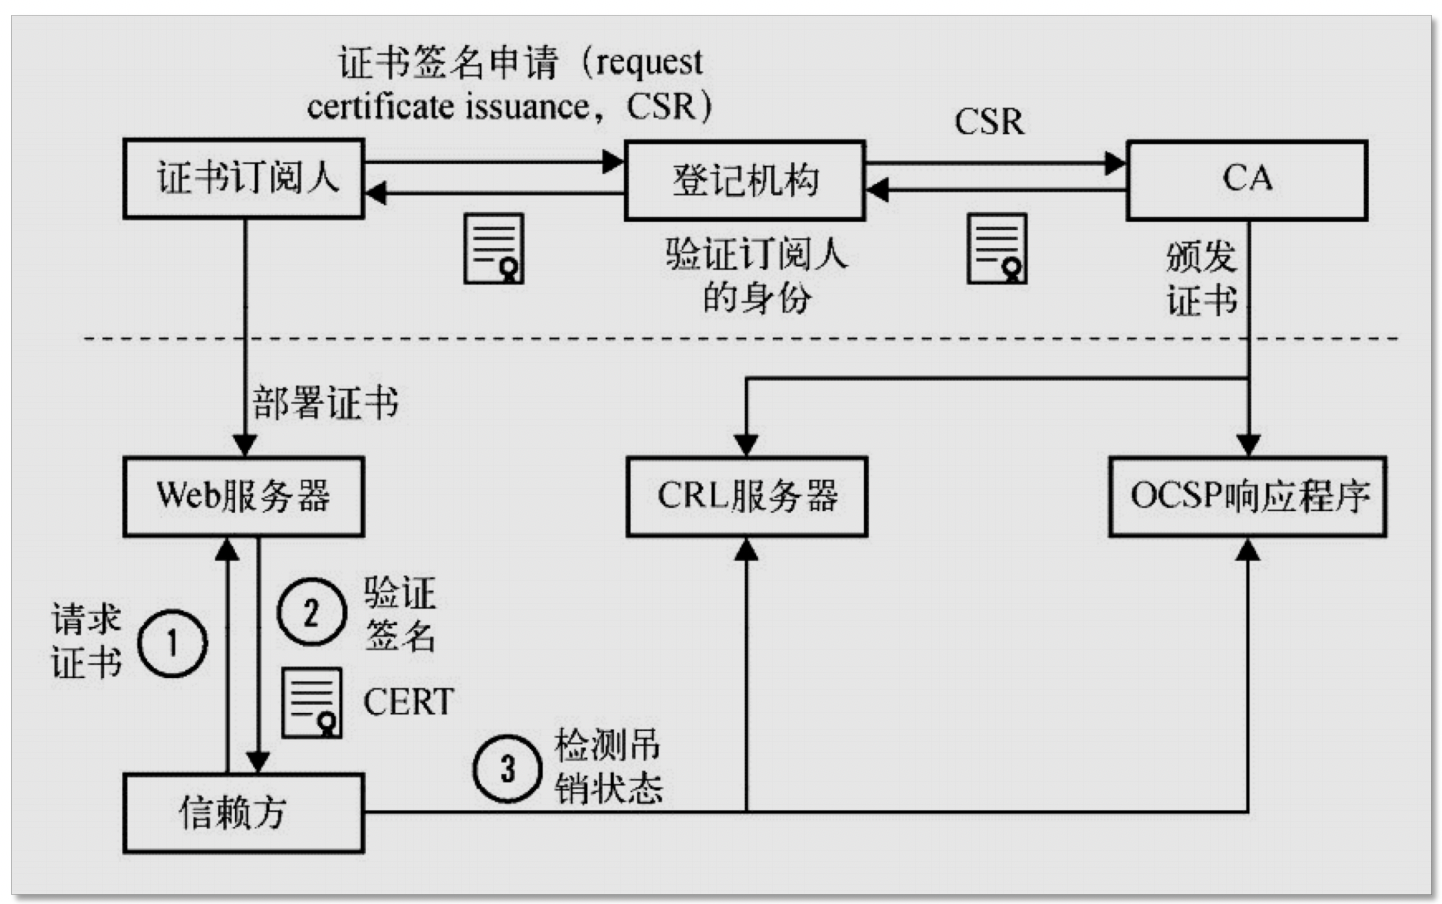 证书签名申请（request
certificate issuance，CSR）
CSR
证书订阅人
登记机构
CA
验证订阅人
的身份
颁发
证书
部署证书
Web服务器
CRL服务器
OCSP响应程序
请求
证书
1
2
验证
签名
CERT
3
检测吊
销状态
信赖方